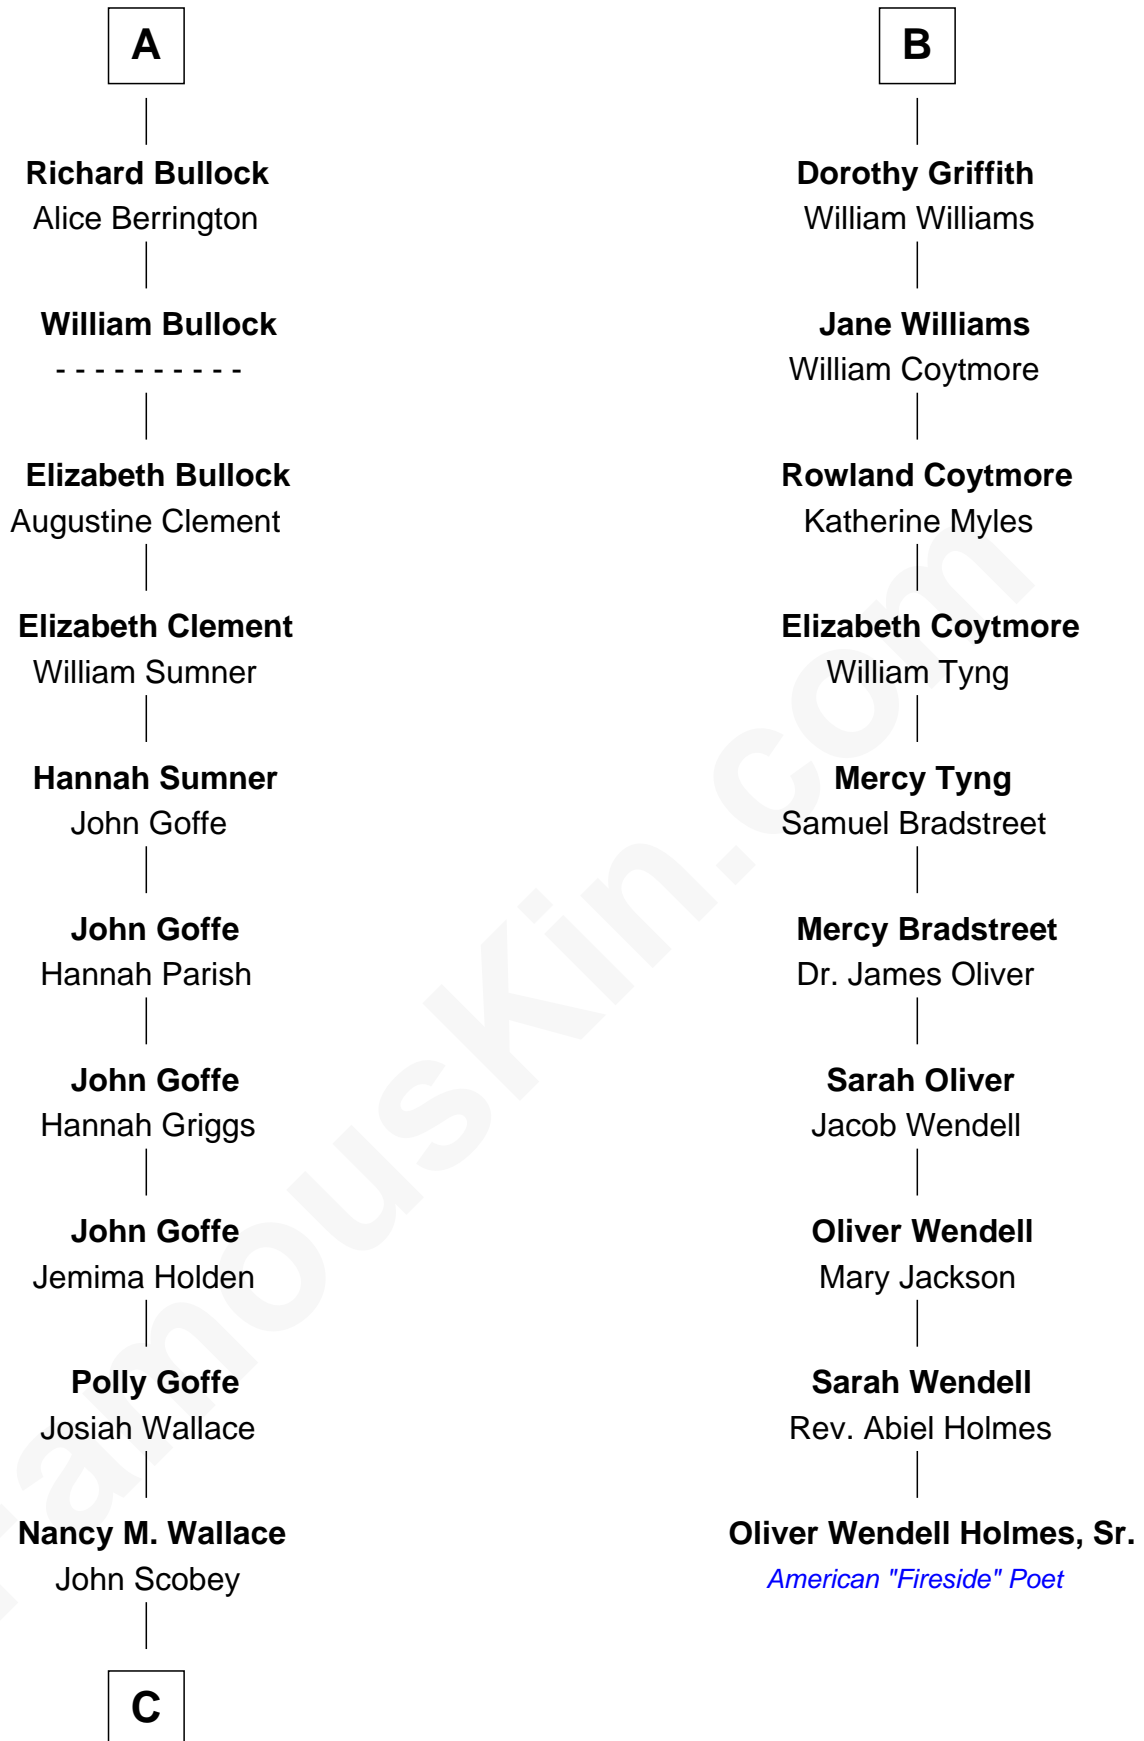 A
Richard Bullock
Alice Berrington
William Bullock
- - - - - - - - - -
Elizabeth Bullock
Augustine Clement
Elizabeth Clement
William Sumner
Hannah Sumner
John Goffe
John Goffe
Hannah Parish
John Goffe
Hannah Griggs
John Goffe
Jemima Holden
Polly Goffe
Josiah Wallace
Nancy M. Wallace
John Scobey
C
B
Dorothy Griffith
William Williams
Jane Williams
William Coytmore
Rowland Coytmore
Katherine Myles
Elizabeth Coytmore
William Tyng
Mercy Tyng
Samuel Bradstreet
Mercy Bradstreet
Dr. James Oliver
Sarah Oliver
Jacob Wendell
Oliver Wendell
Mary Jackson
Sarah Wendell
Rev. Abiel Holmes
Oliver Wendell Holmes, Sr.
American "Fireside" Poet
FamousKin.com